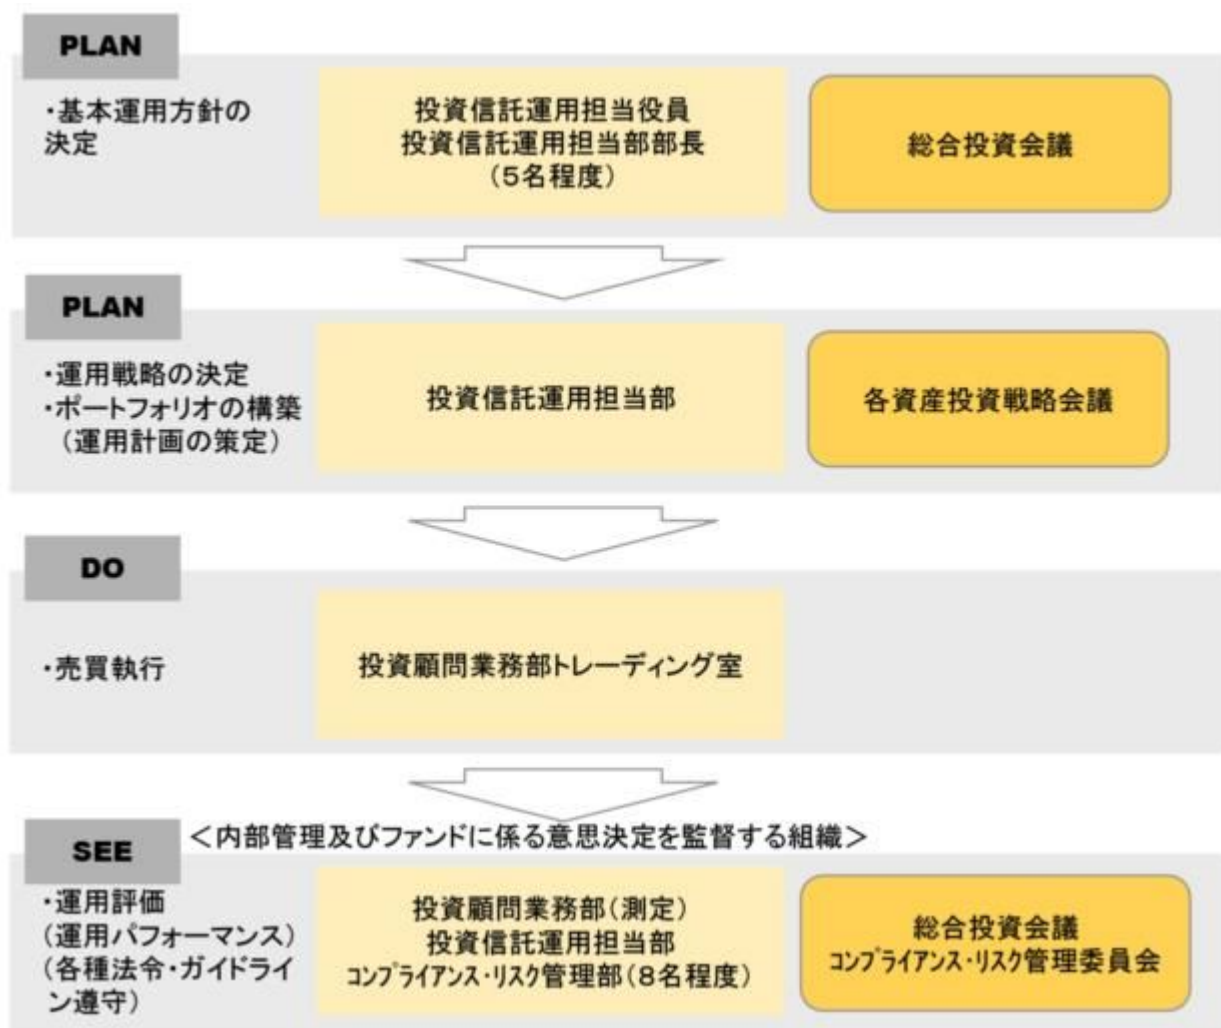 PLAN
・基本運用方針の
決定
投資信託運用担当役員
投資信託運用担当部部長
(5名程度)
総合投資会議
PLAN
・運用戦略の決定
・ポートフォリオの構築
(運用計画の策定)
投資信託運用担当部
各資産投資戦略会議
DO
・売買執行
投資顧問業務部トレーディング室
SEE
＜内部管理及びファンドに係る意思決定を監督する組織＞
・運用評価
(運用パフォーマンス)
(各種法令・ガイドライ
ン遵守)
投資顧問業務部(測定)
投資信託運用担当部
ｺﾝﾌﾟﾗｲｱﾝｽ・ﾘｽｸ管理部(8名程度)
総合投資会議
ｺﾝﾌﾟﾗｲｱﾝｽ・ﾘｽｸ管理委員会